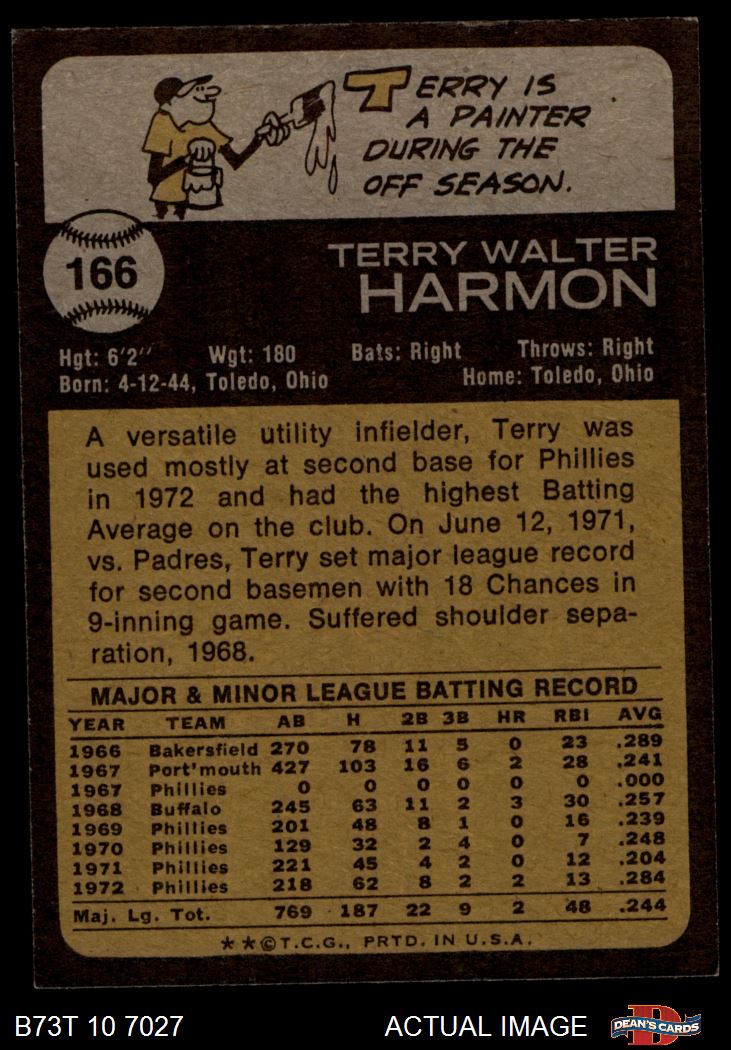 TERRY IS
A PAINTER
DURING THE
OFF SEASON.
166
TERRY WALTER
HARMON
Hgt: 6'2" Wgt: 180 Bats: Right Throws: Right
Born: 4-12-44, Toledo, Ohio Home: Toledo, Ohio
A versatile utility infielder, Terry was
used mostly at second base for Phillies
in 1972 and had the highest Batting
Average on the club. On June 12, 1971,
vs. Padres, Terry set major league record
for second basemen with 18 Chances in
9-inning game. Suffered shoulder sepa-
ration, 1968.
MAJOR & MINOR LEAGUE BATTING RECORD
YEAR TEAM AB H 2B 3B HR RBI AVG
1966 Bakersfield 270 78 11 5 0 23 .289
1967 Port'mouth 427 103 16 6 2 28 .241
1967 Phillies 0 0 0 0 0 0 .000
1968 Buffalo 245 63 11 2 3 30 .257
1969 Phillies 201 48 8 1 0 16 .239
1970 Phillies 129 32 2 4 0 7 .248
1971 Phillies 221 45 4 2 0 12 .204
1972 Phillies 218 62 8 2 2 13 .284
Maj. Lg. Tot. 769 187 22 9 2 48 .244
★★©T.C.G., PRTD. IN U.S.A.
B73T 10 7027 ACTUAL IMAGE D DEAN'S CARDS